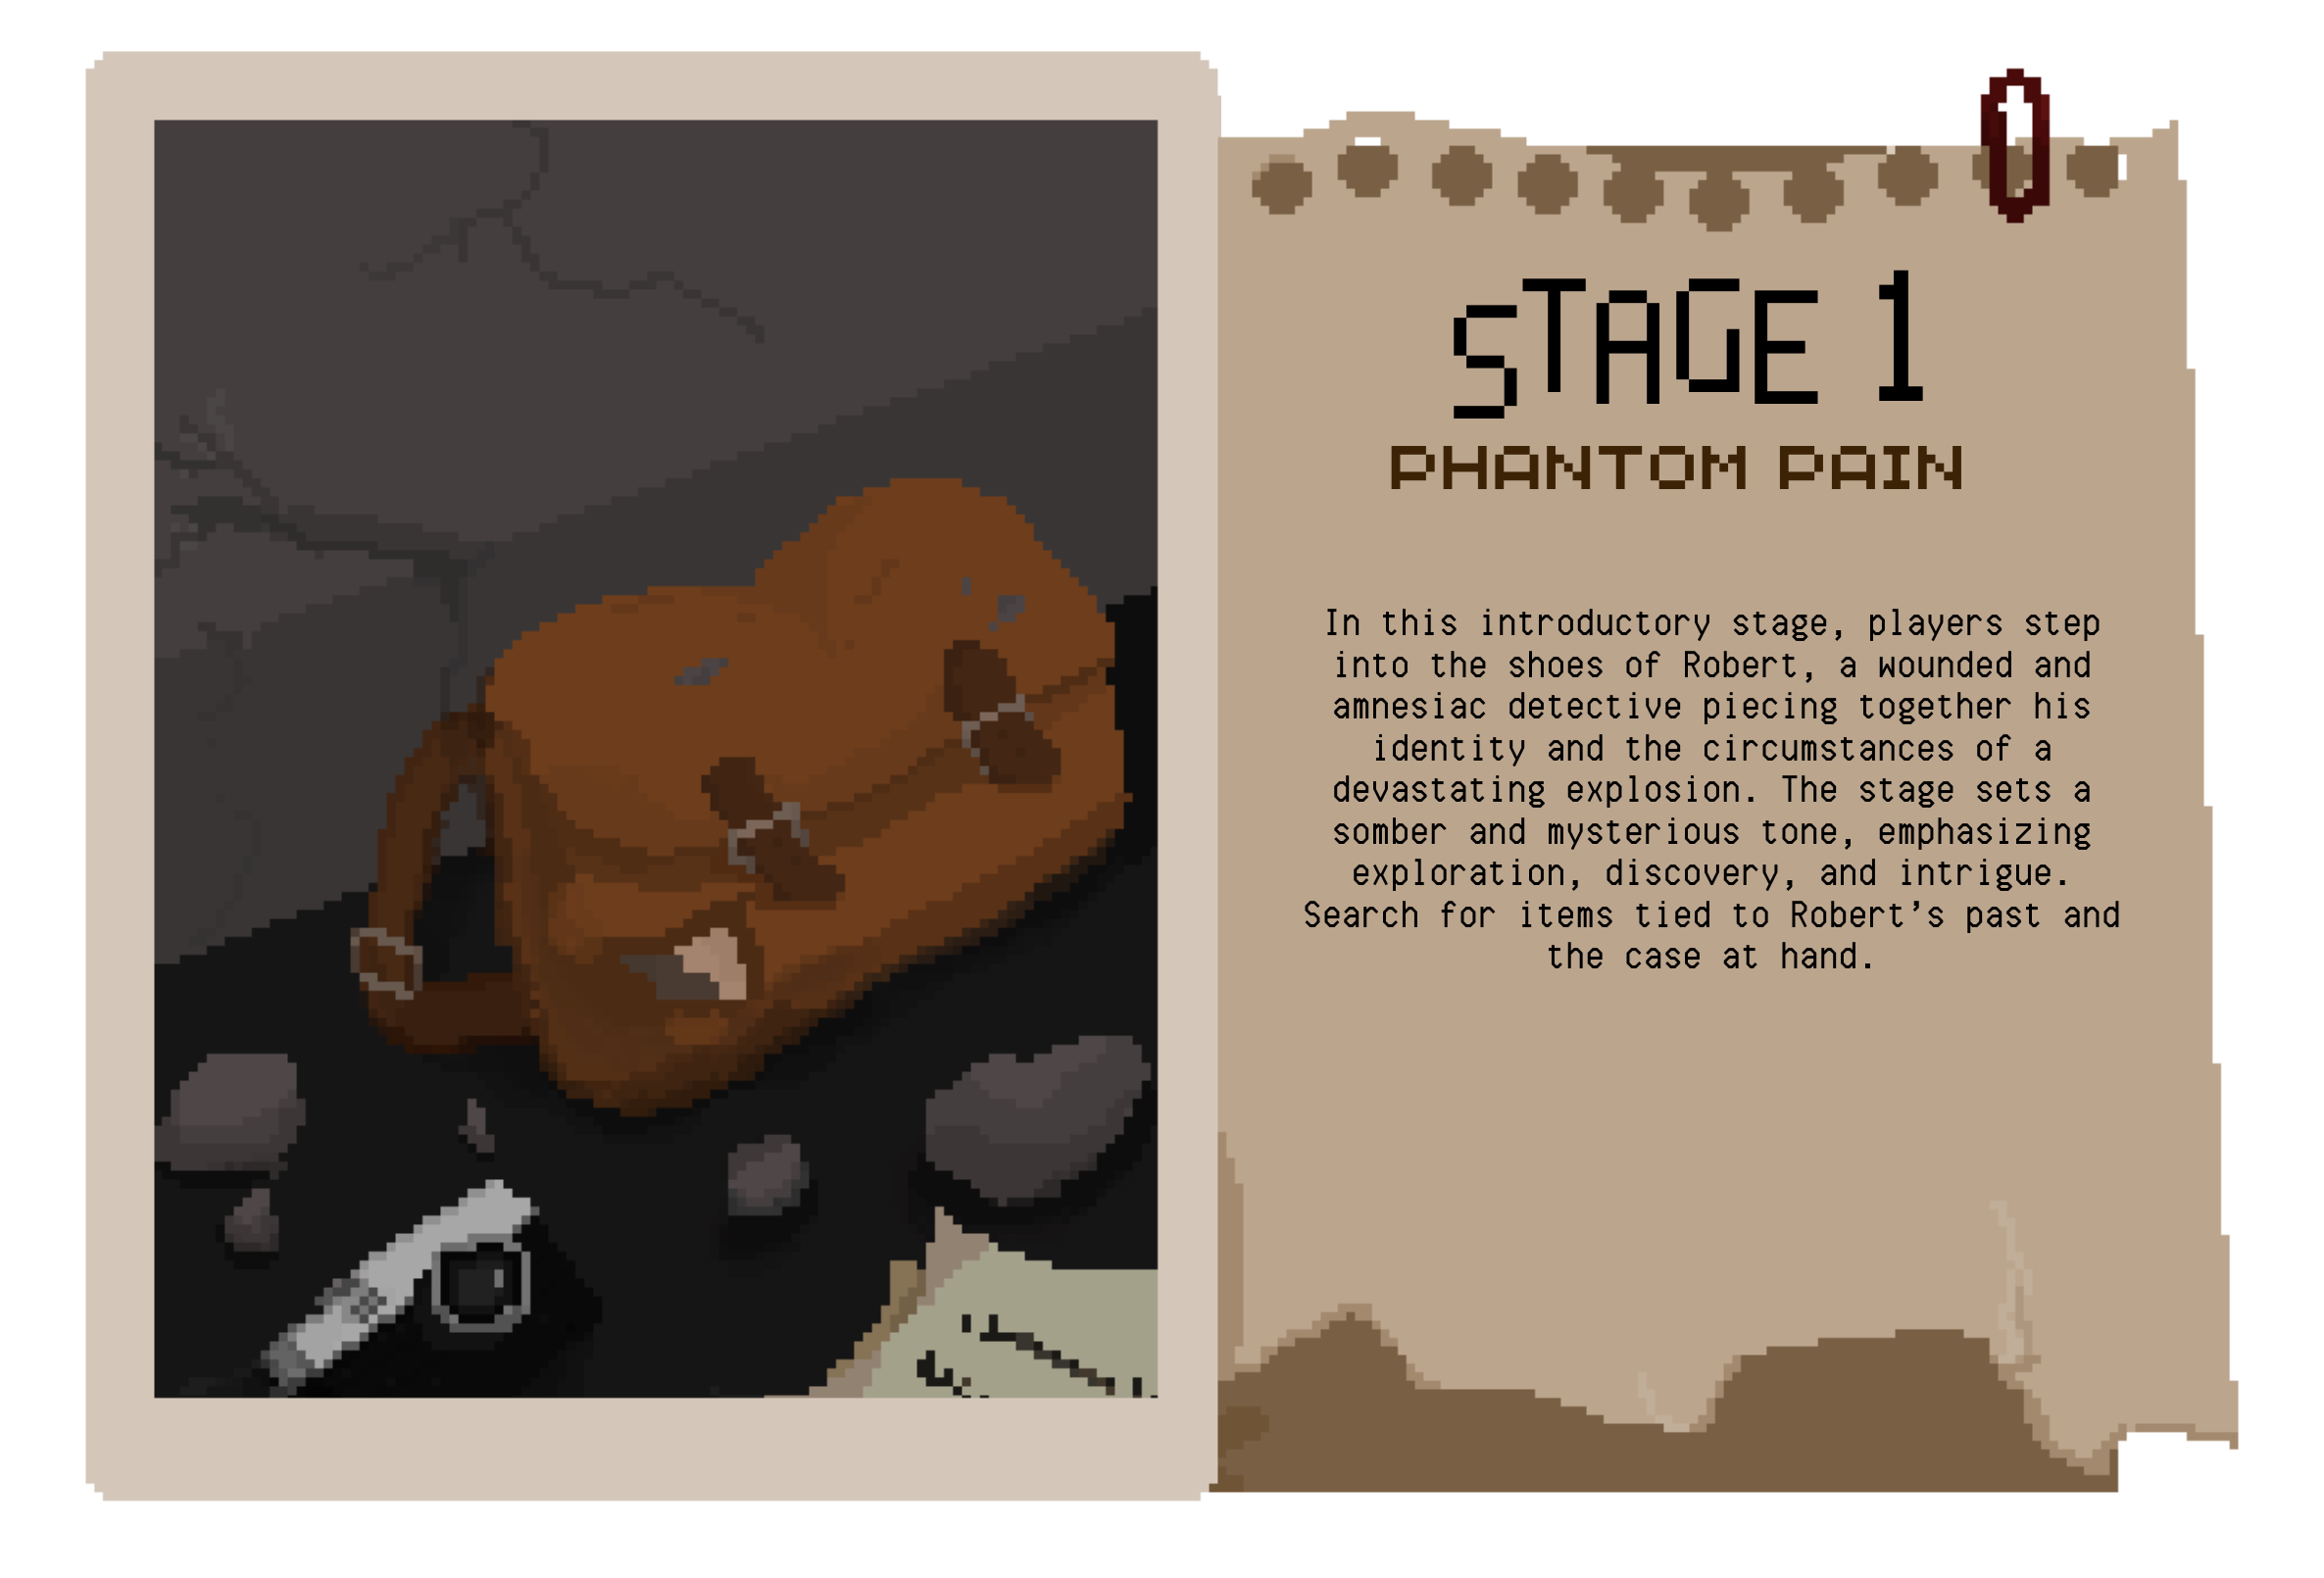 STAGE 1
PHANTOM PAIN
In this introductory stage, players step
into the shoes of Robert, a wounded and
amnesiac detective piecing together his
identity and the circumstances of a
devastating explosion. The stage sets a
somber and mysterious tone, emphasizing
exploration, discovery, and intrigue.
Search for items tied to Robert's past and
the case at hand.